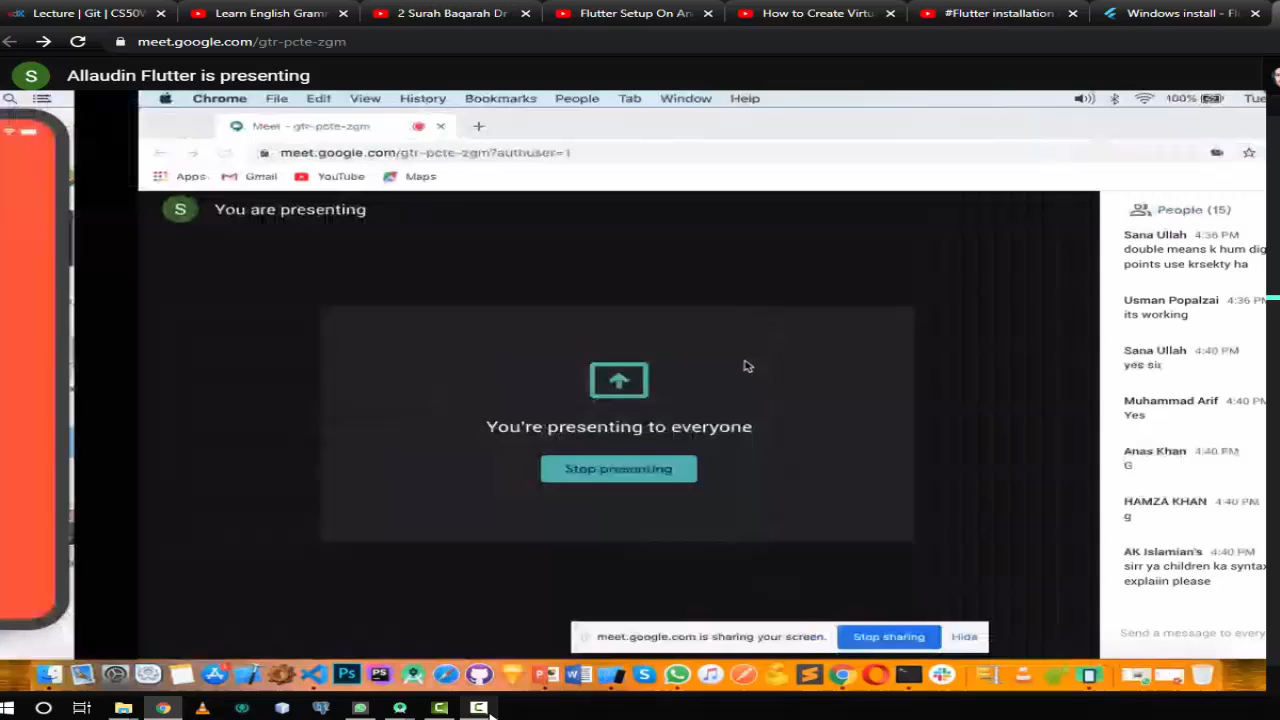 Lecture | Git | CS50
Learn English Gram
2 Surah Baqarah Dr
Flutter Setup On An
How to Create Virtu
#Flutter installation
Windows install - Fl
meet.google.com/gtr-pcte-zgm
S
Allaudin Flutter is presenting
Chrome File Edit View History Bookmarks People Tab Window Help
100%
Tue
Meet - gtr-pcte-zgm
meet.google.com/gtr-pcte-zgm?authuser=1
Apps Gmail YouTube Maps
S
You are presenting
People (15)
Sana Ullah 4:36 PM
double means k hum dig
points use krsekty ha
Usman Popalzai 4:36 PM
its working
Sana Ullah 4:40 PM
yes six
Muhammad Arif 4:40 P
Yes
Anas Khan 4:40 PM
G
HAMZA KHAN 4:40 PM
g
AK Islamian's 4:40 PM
sirr ya children ka syntax
explaiin please
You're presenting to everyone
Stop presenting
meet.google.com is sharing your screen.
Stop sharing
Hide
Send a message to every
Ps
PS